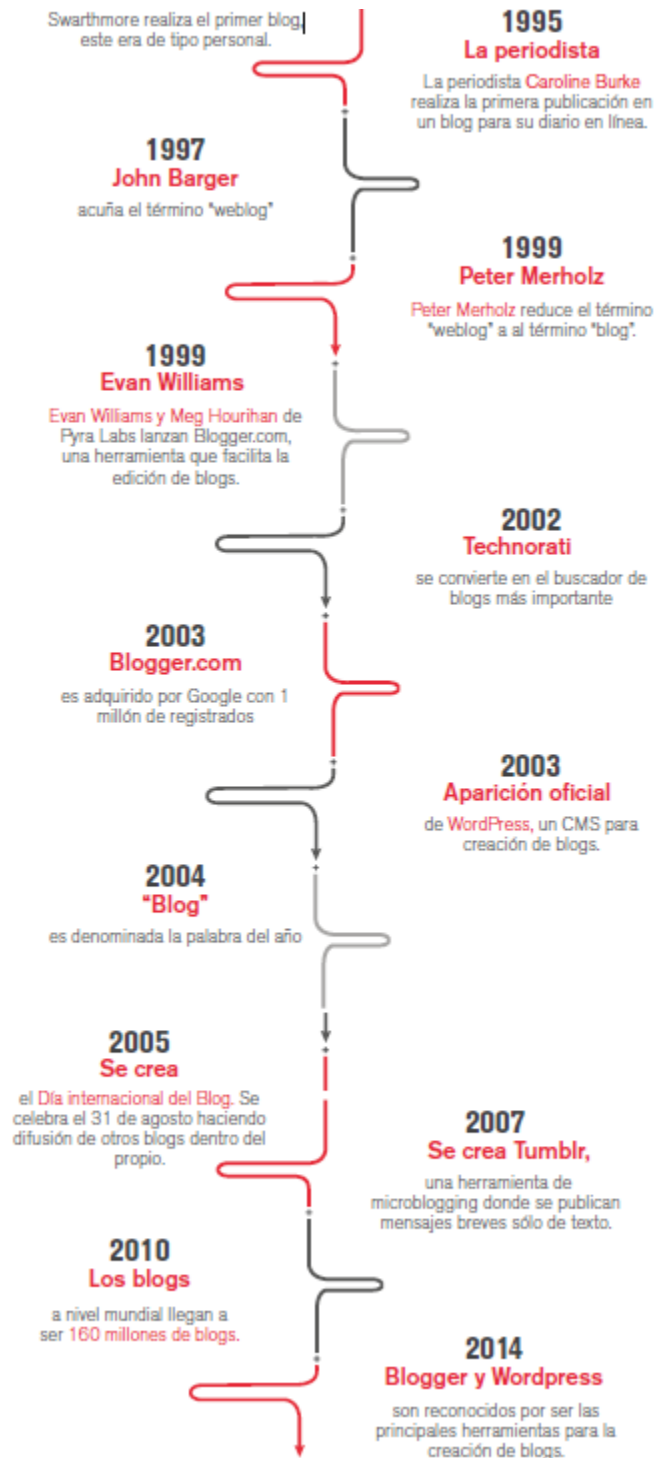 Swarthmore realiza el primer blog,
este era de tipo personal.
1995
La periodista
La periodista Caroline Burke
realiza la primera publicación en
un blog para su diario en línea.
1997
John Barger
acuña el término "weblog"
1999
Peter Merholz
Peter Merholz reduce el término
"weblog" a al término "blog".
1999
Evan Williams
Evan Williams y Meg Hourihan de
Pyra Labs lanzan Blogger.com,
una herramienta que facilita la
edición de blogs.
2002
Technorati
se convierte en el buscador de
blogs más importante
2003
Blogger.com
es adquirido por Google con 1
millón de registrados
2003
Aparición oficial
de WordPress, un CMS para
creación de blogs.
2004
"Blog"
es denominada la palabra del año
2005
Se crea
el Día internacional del Blog. Se
celebra el 31 de agosto haciendo
difusión de otros blogs dentro del
propio.
2007
Se crea Tumblr,
una herramienta de
microblogging donde se publican
mensajes breves sólo de texto.
2010
Los blogs
a nivel mundial llegan a
ser 160 millones de blogs.
2014
Blogger y Wordpress
son reconocidos por ser las
principales herramientas para la
creación de blogs.